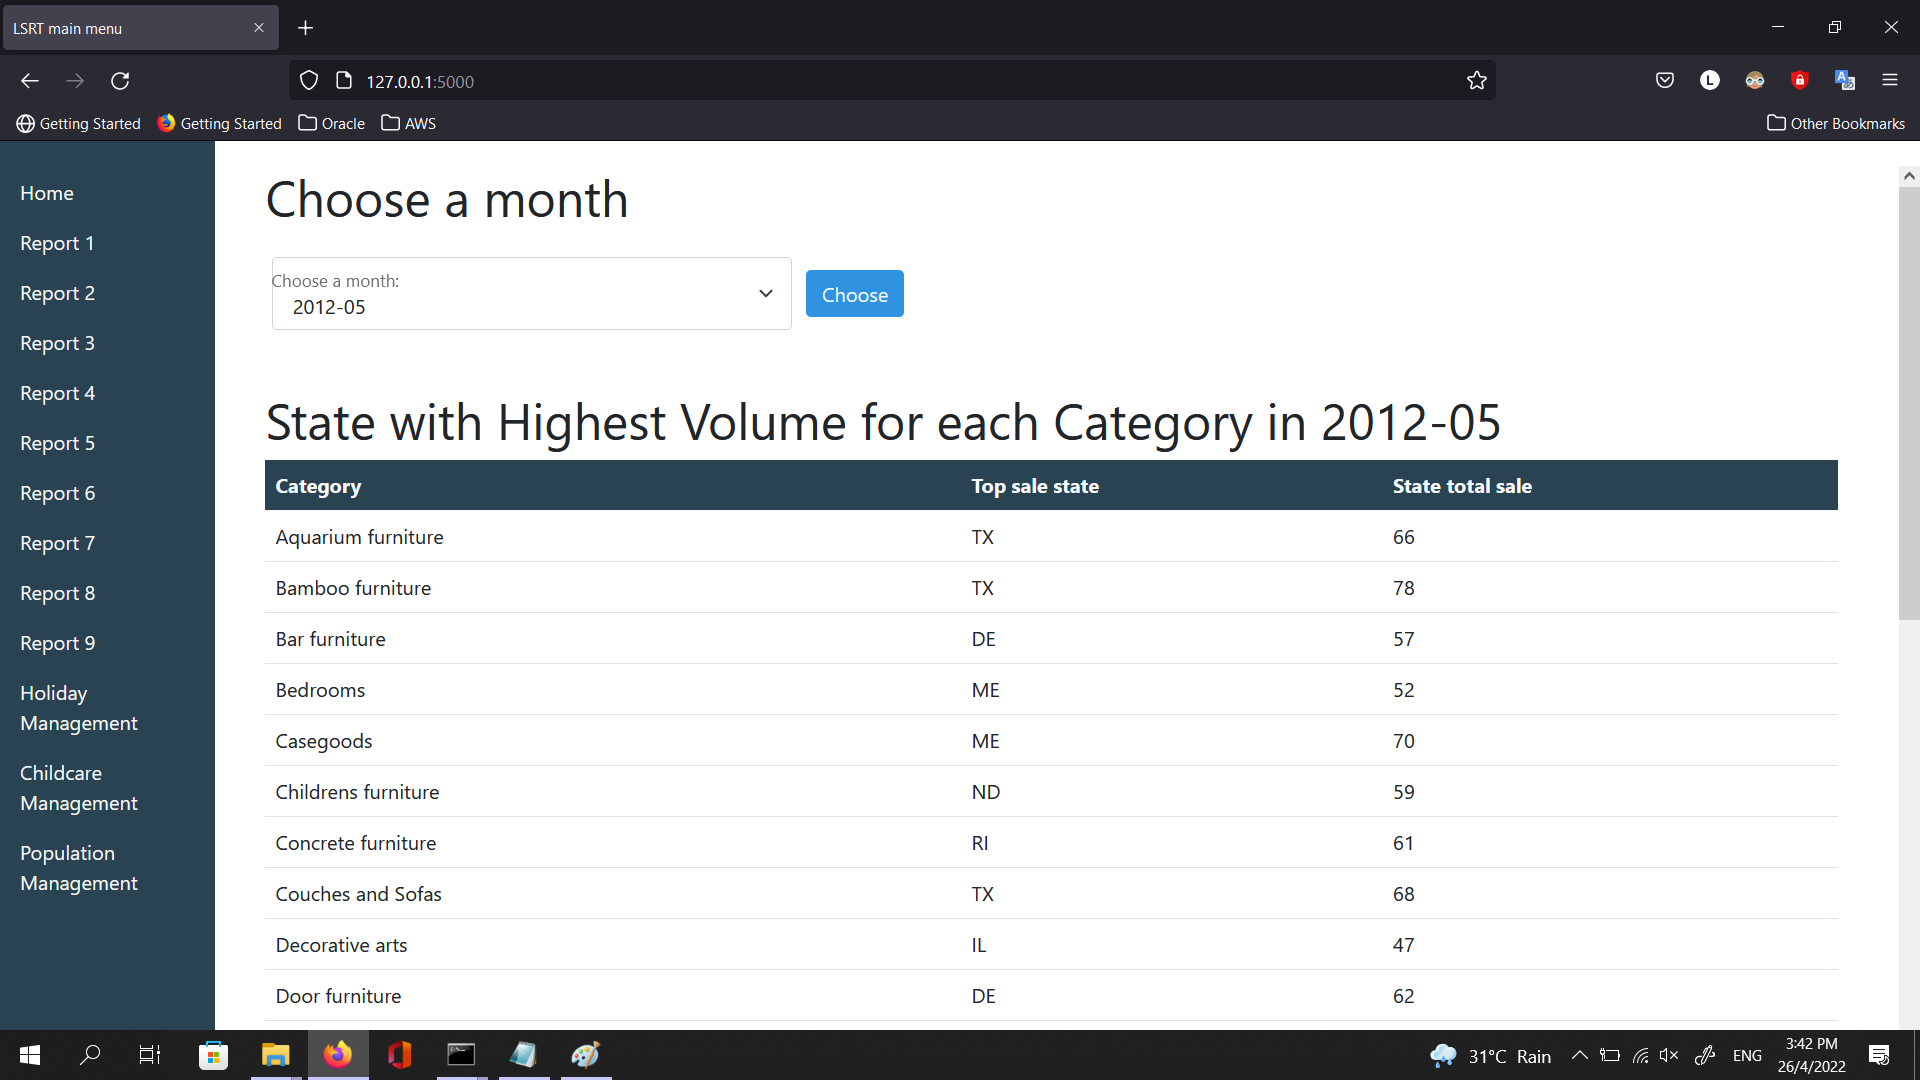 LSRT main menu
127.0.0.1:5000
Getting Started
Getting Started
Oracle
AWS
Other Bookmarks
Home
Report 1
Report 2
Report 3
Report 4
Report 5
Report 6
Report 7
Report 8
Report 9
Holiday
Management
Childcare
Management
Population
Management
Choose a month
Choose a month:
2012-05
Choose
State with Highest Volume for each Category in 2012-05
Category Top sale state State total sale
Aquarium furniture TX 66
Bamboo furniture TX 78
Bar furniture DE 57
Bedrooms ME 52
Casegoods ME 70
Childrens furniture ND 59
Concrete furniture RI 61
Couches and Sofas TX 68
Decorative arts IL 47
Door furniture DE 62
31°C Rain
ENG
3:42 PM
26/4/2022